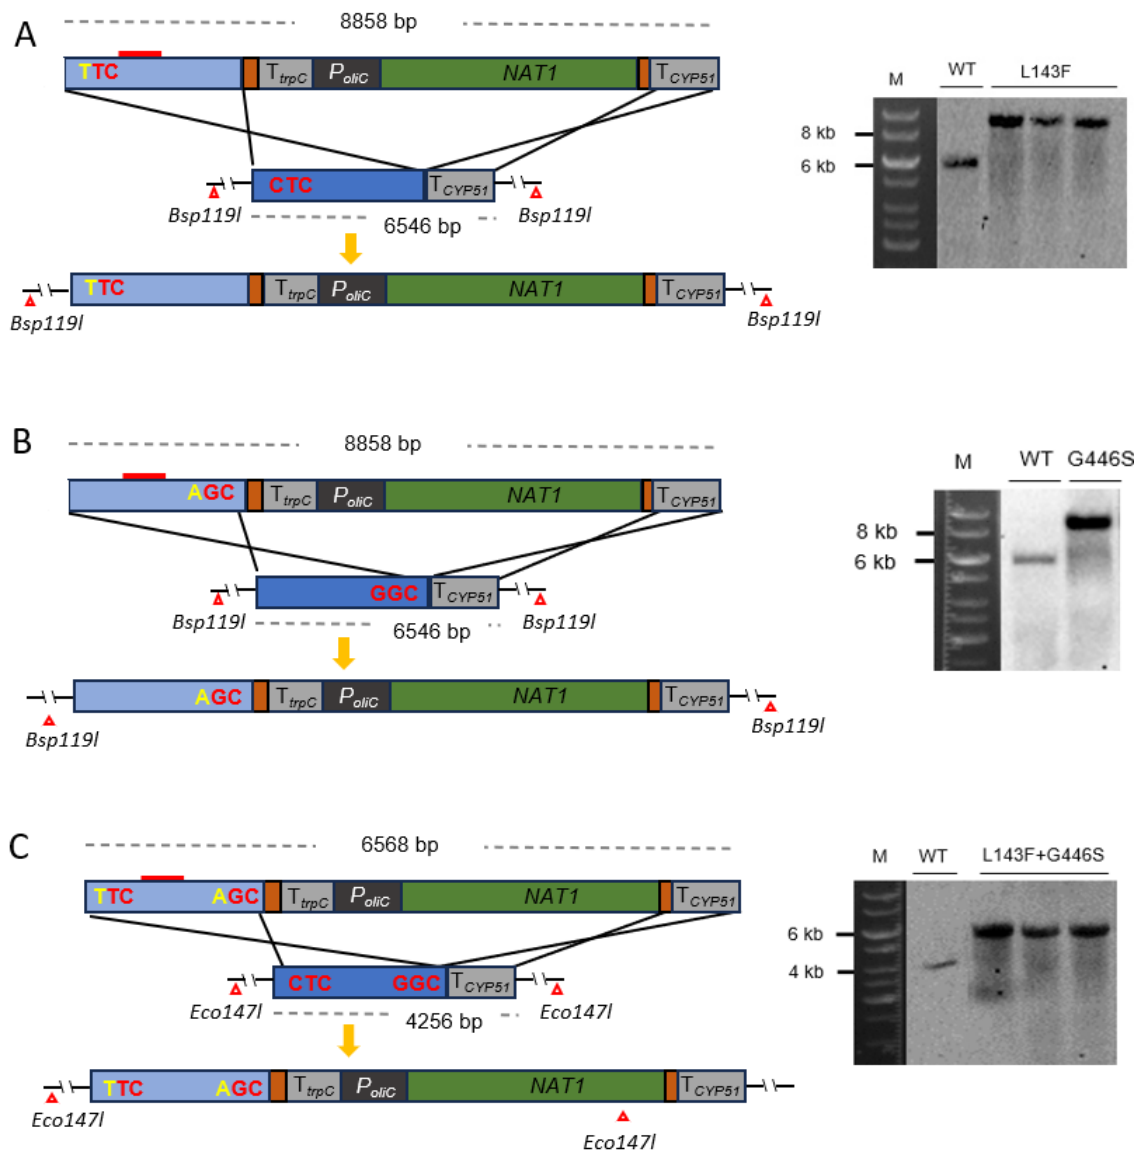 A
8858 bp
TTC TtrpC PoliC NAT1 TCYP51
CTC TCYP51
Bsp119I Bsp119I
6546 bp
TTC TtrpC PoliC NAT1 TCYP51
Bsp119I Bsp119I
M WT L143F
8 kb
6 kb
B
8858 bp
AGC TtrpC PoliC NAT1 TCYP51
GGC TCYP51
Bsp119I Bsp119I
6546 bp
AGC TtrpC PoliC NAT1 TCYP51
Bsp119I Bsp119I
M WT G446S
8 kb
6 kb
C
6568 bp
TTC AGC TtrpC PoliC NAT1 TCYP51
CTC GGC TCYP51
Eco147I Eco147I
4256 bp
TTC AGC TtrpC PoliC NAT1 TCYP51
Eco147I Eco147I
M WT L143F+G446S
6 kb
4 kb